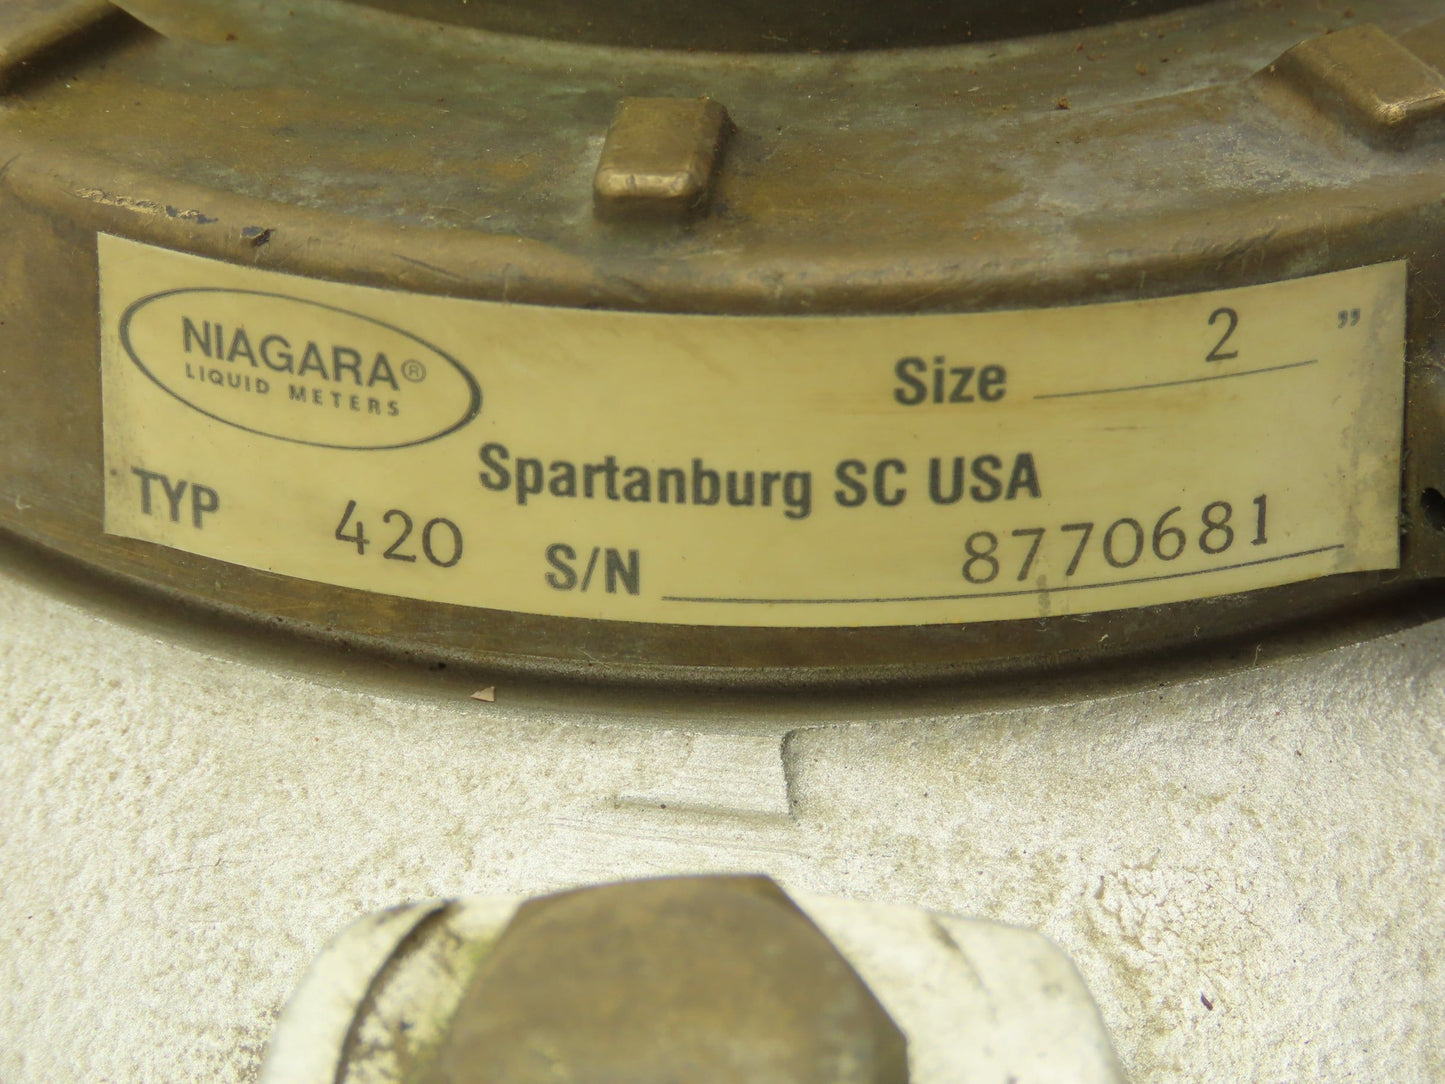 NIAGARA®
LIQUID METERS
Size 2 "
Spartanburg SC USA
TYP 420 S/N 8770681